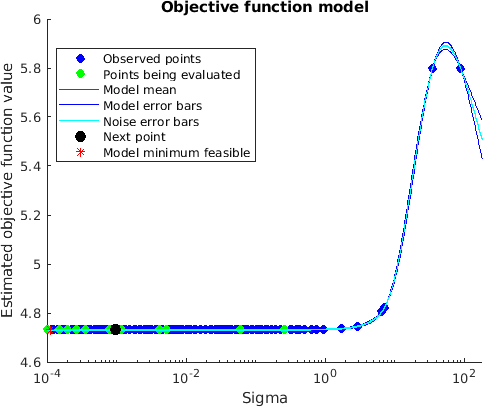 Objective function model
Estimated objective function value
6
5.8
5.6
5.4
5.2
5
4.8
4.6
Observed points
Points being evaluated
Model mean
Model error bars
Noise error bars
Next point
Model minimum feasible
10^-4
10^-2
10^0
10^2
Sigma